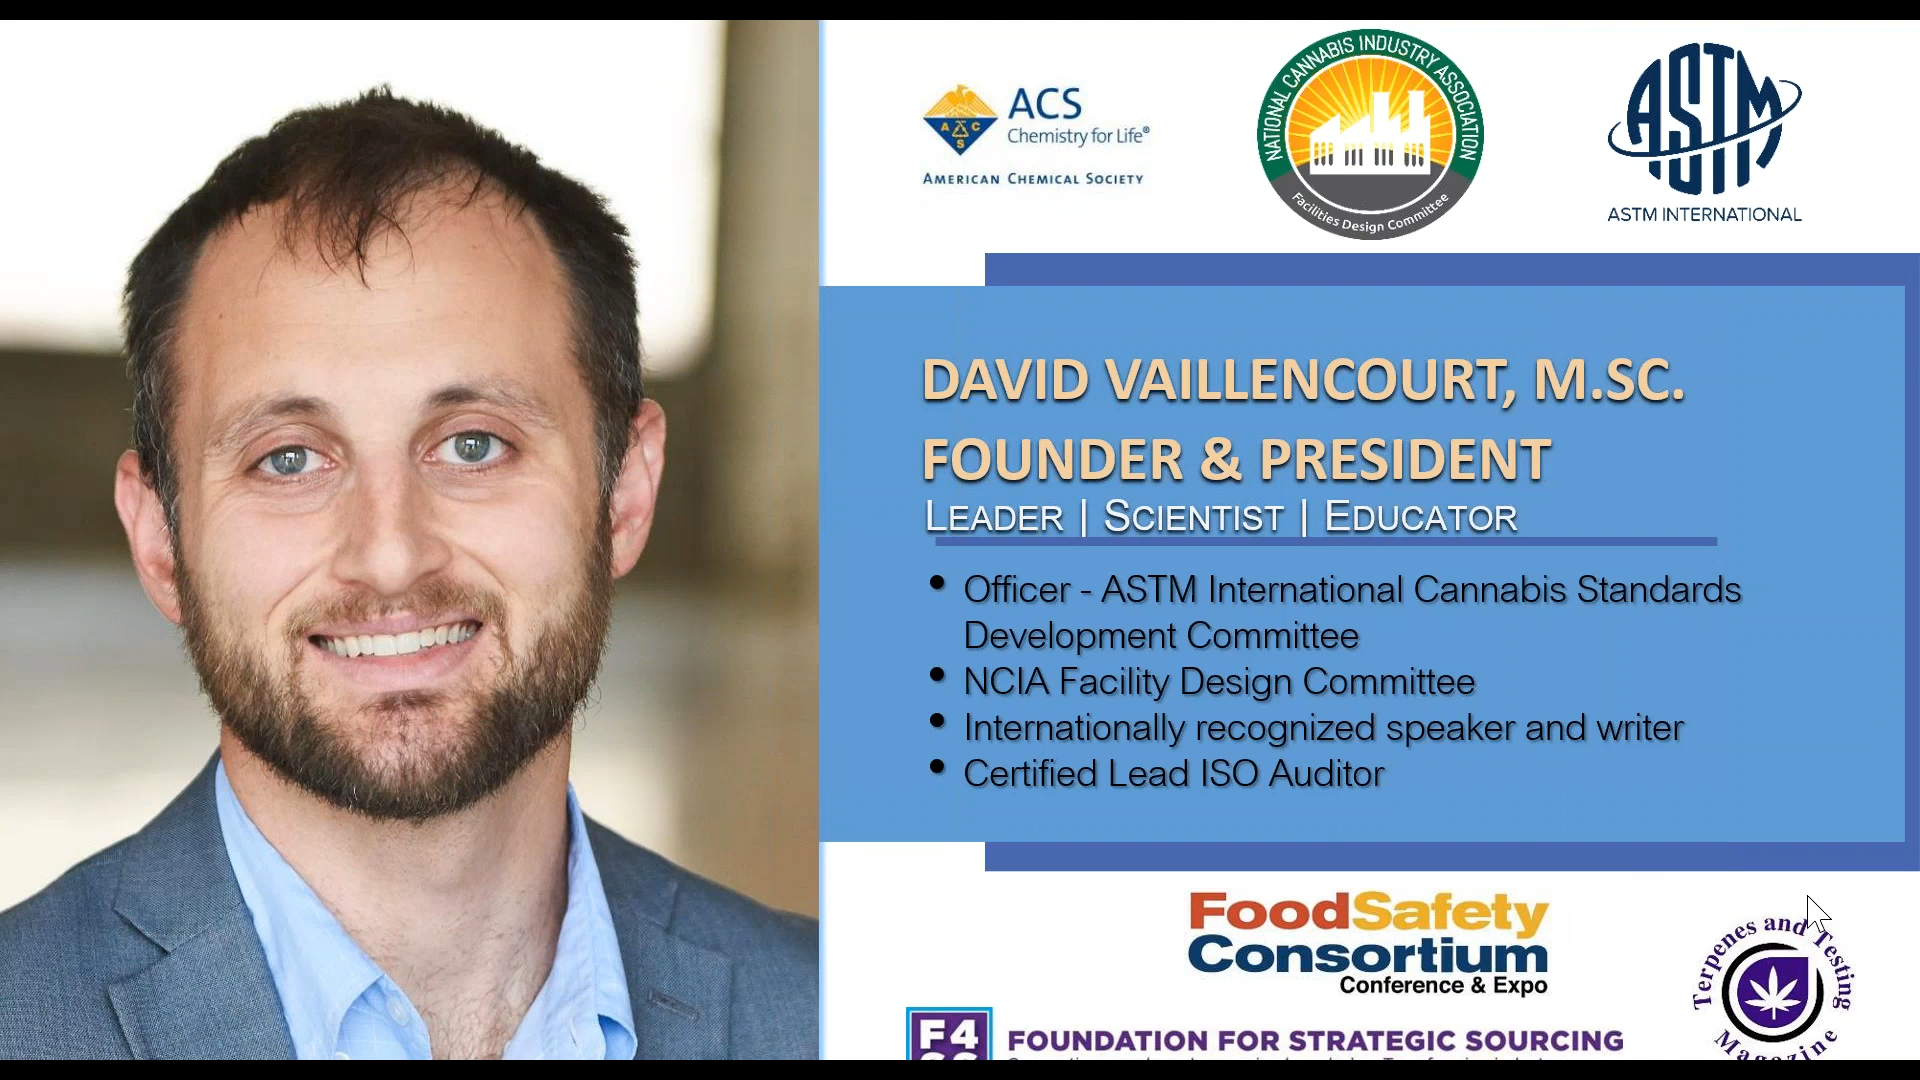 ACS
Chemistry for Life®
AMERICAN CHEMICAL SOCIETY
A C S
NATIONAL CANNABIS INDUSTRY ASSOCIATION
Facilities Design Committee
ASTM
ASTM INTERNATIONAL
DAVID VAILLENCOURT, M.SC.
FOUNDER & PRESIDENT
LEADER | SCIENTIST | EDUCATOR
• Officer - ASTM International Cannabis Standards
Development Committee
• NCIA Facility Design Committee
• Internationally recognized speaker and writer
• Certified Lead ISO Auditor
FoodSafety
Consortium
Conference & Expo
Terpenes and Testing
Magazine
F4
FOUNDATION FOR STRATEGIC SOURCING